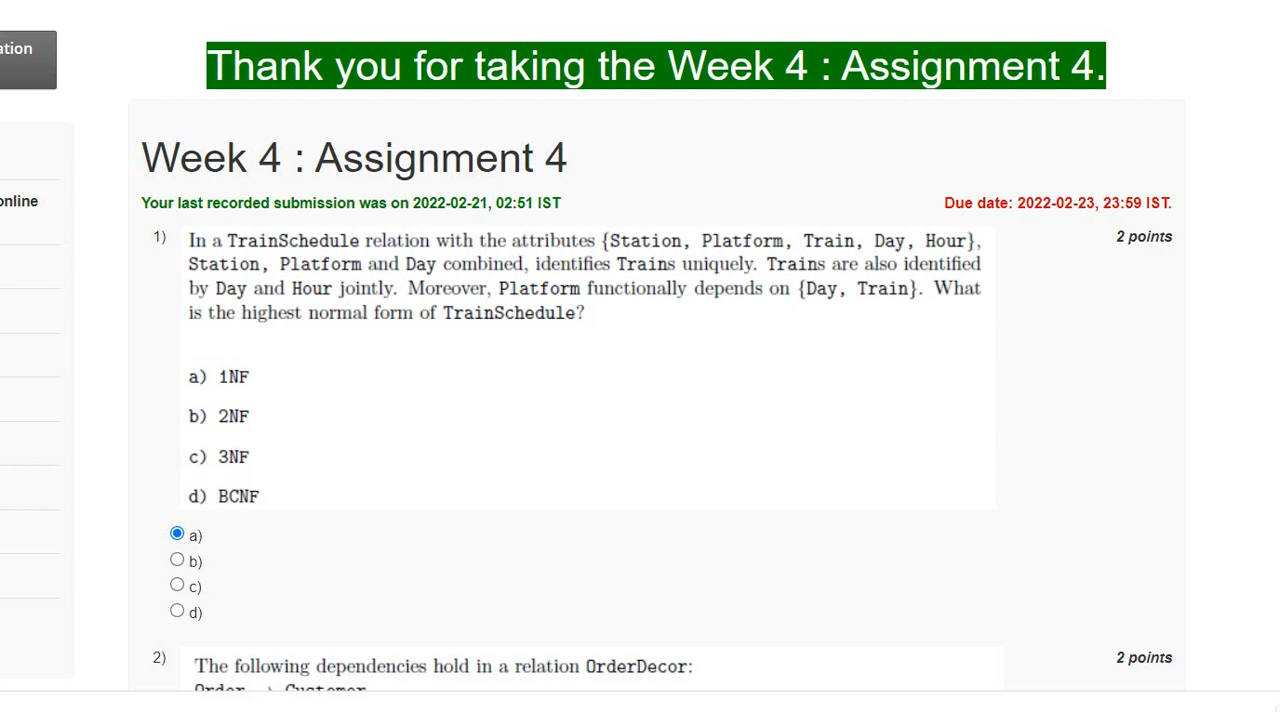 ation
Thank you for taking the Week 4 : Assignment 4.
Week 4 : Assignment 4
online
Your last recorded submission was on 2022-02-21, 02:51 IST
Due date: 2022-02-23, 23:59 IST.
1)
2 points
In a TrainSchedule relation with the attributes {Station, Platform, Train, Day, Hour},
Station, Platform and Day combined, identifies Trains uniquely. Trains are also identified
by Day and Hour jointly. Moreover, Platform functionally depends on {Day, Train}. What
is the highest normal form of TrainSchedule?
a) 1NF
b) 2NF
c) 3NF
d) BCNF
a)
b)
c)
d)
2)
2 points
The following dependencies hold in a relation OrderDecor:
Order → Customer